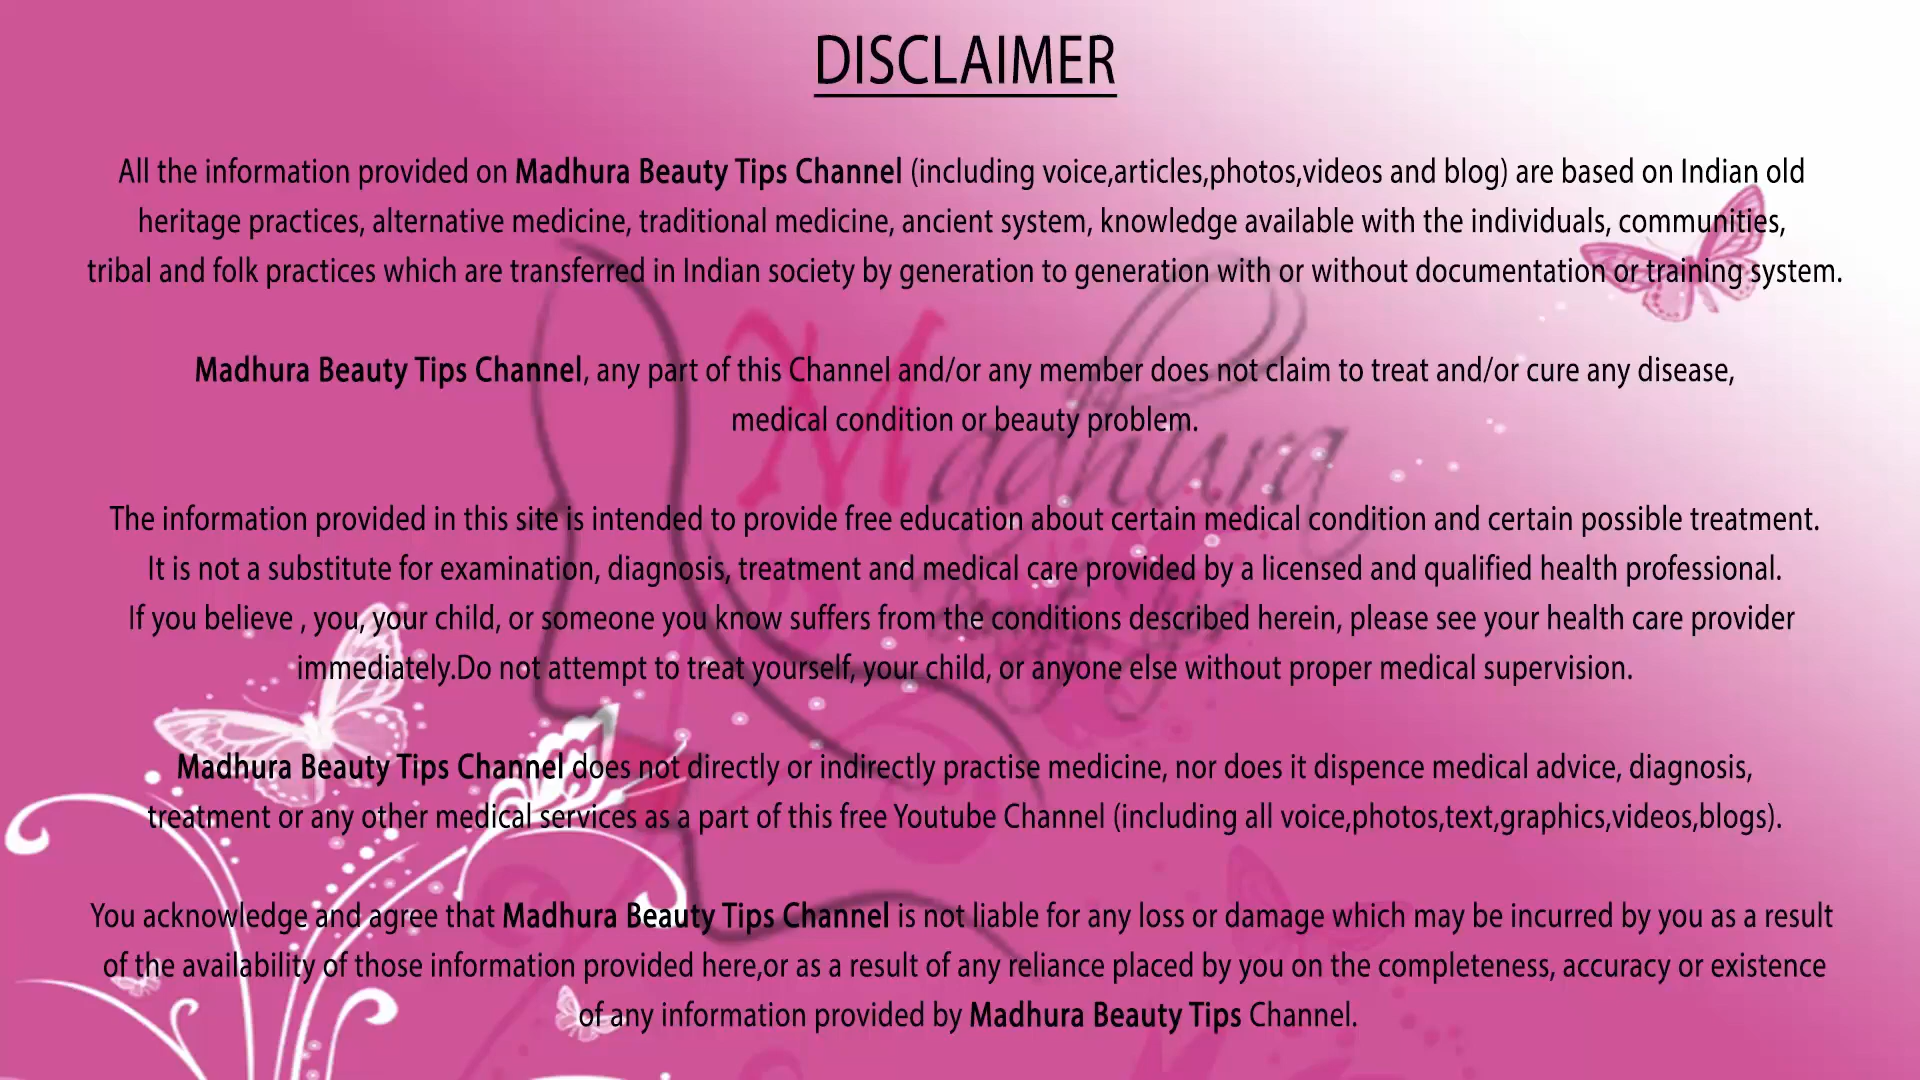 DISCLAIMER
All the information provided on Madhura Beauty Tips Channel (including voice,articles,photos,videos and blog) are based on Indian old
heritage practices, alternative medicine, traditional medicine, ancient system, knowledge available with the individuals, communities,
tribal and folk practices which are transferred in Indian society by generation to generation with or without documentation or training system.
Madhura Beauty Tips Channel, any part of this Channel and/or any member does not claim to treat and/or cure any disease,
medical condition or beauty problem.
Madhura
Beauty Tips
The information provided in this site is intended to provide free education about certain medical condition and certain possible treatment.
It is not a substitute for examination, diagnosis, treatment and medical care provided by a licensed and qualified health professional.
If you believe , you, your child, or someone you know suffers from the conditions described herein, please see your health care provider
immediately.Do not attempt to treat yourself, your child, or anyone else without proper medical supervision.
Madhura Beauty Tips Channel does not directly or indirectly practise medicine, nor does it dispence medical advice, diagnosis,
treatment or any other medical services as a part of this free Youtube Channel (including all voice,photos,text,graphics,videos,blogs).
You acknowledge and agree that Madhura Beauty Tips Channel is not liable for any loss or damage which may be incurred by you as a result
of the availability of those information provided here,or as a result of any reliance placed by you on the completeness, accuracy or existence
of any information provided by Madhura Beauty Tips Channel.